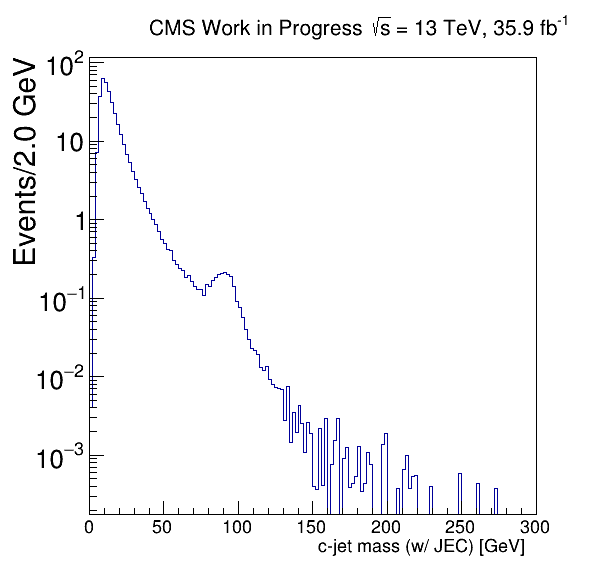 CMS Work in Progress √s = 13 TeV, 35.9 fb⁻¹
Events/2.0 GeV
10²
10
1
10⁻¹
10⁻²
10⁻³
0 50 100 150 200 250 300
c-jet mass (w/ JEC) [GeV]